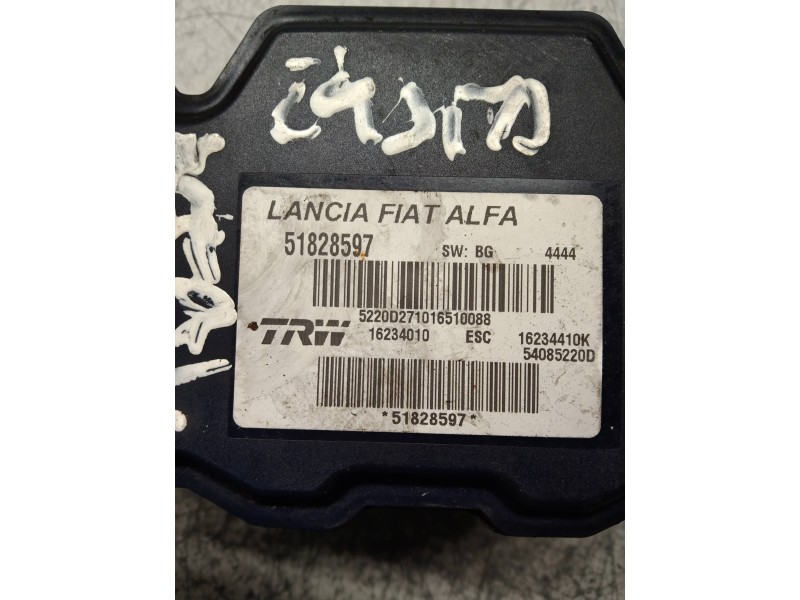 LANCIA FIAT ALFA
51828597 SW: BG 4444
5220D271016510088
TRW 16234010 ESC 16234410K
54085220D
*51828597*